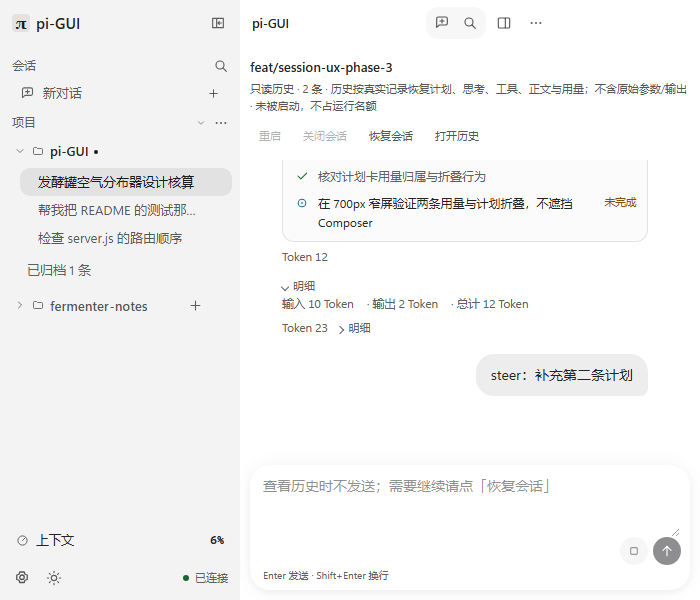 π pi-GUI
会话
新对话
项目
pi-GUI
发酵罐空气分布器设计核算
帮我把 README 的测试那...
检查 server.js 的路由顺序
已归档 1 条
fermenter-notes
上下文 6%
已连接
pi-GUI
feat/session-ux-phase-3
只读历史 · 2 条 · 历史按真实记录恢复计划、思考、工具、正文与用量；不含原始参数/输出
· 未被启动，不占运行名额
重启 关闭会话 恢复会话 打开历史
核对计划卡用量归属与折叠行为
在 700px 窄屏验证两条用量与计划折叠，不遮挡 未完成
Composer
Token 12
明细
输入 10 Token · 输出 2 Token · 总计 12 Token
Token 23 明细
steer：补充第二条计划
查看历史时不发送；需要继续请点「恢复会话」
Enter 发送 · Shift+Enter 换行